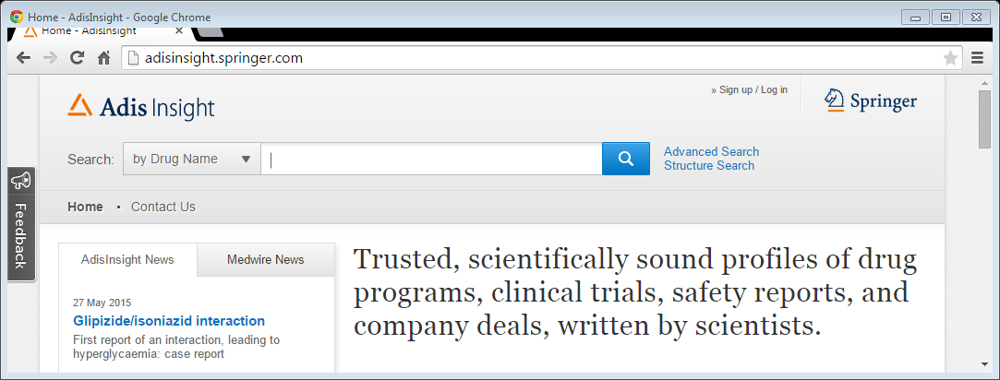 Home - AdisInsight - Google Chrome
Home - AdisInsight
adisinsight.springer.com
» Sign up / Log in
Adis Insight
Springer
Search:
by Drug Name
Advanced Search
Structure Search
Home • Contact Us
Feedback
AdisInsight News
Medwire News
27 May 2015
Glipizide/isoniazid interaction
First report of an interaction, leading to
hyperglycaemia: case report
Trusted, scientifically sound profiles of drug
programs, clinical trials, safety reports, and
company deals, written by scientists.